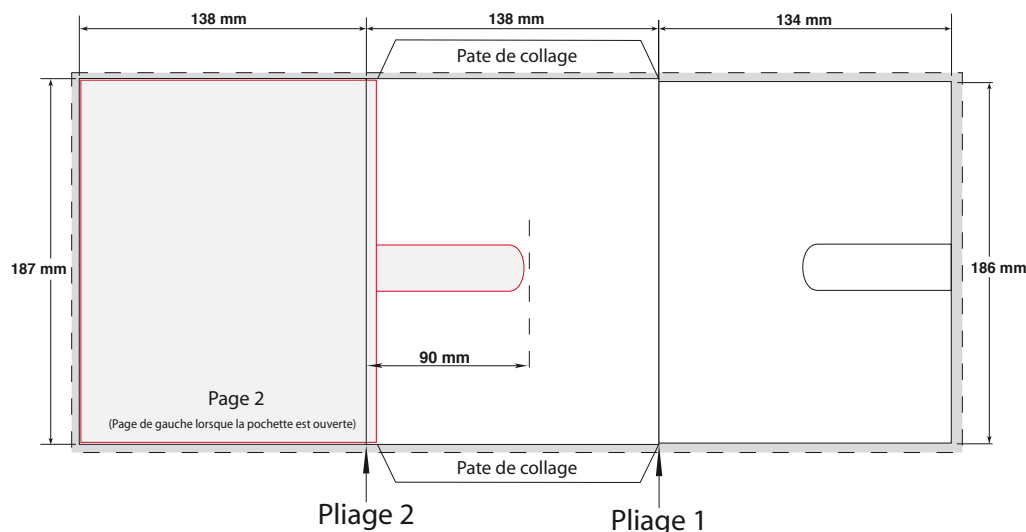 138 mm
138 mm
134 mm
Pate de collage
187 mm
186 mm
90 mm
Page 2
(Page de gauche lorsque la pochette est ouverte)
Pate de collage
Pliage 2
Pliage 1